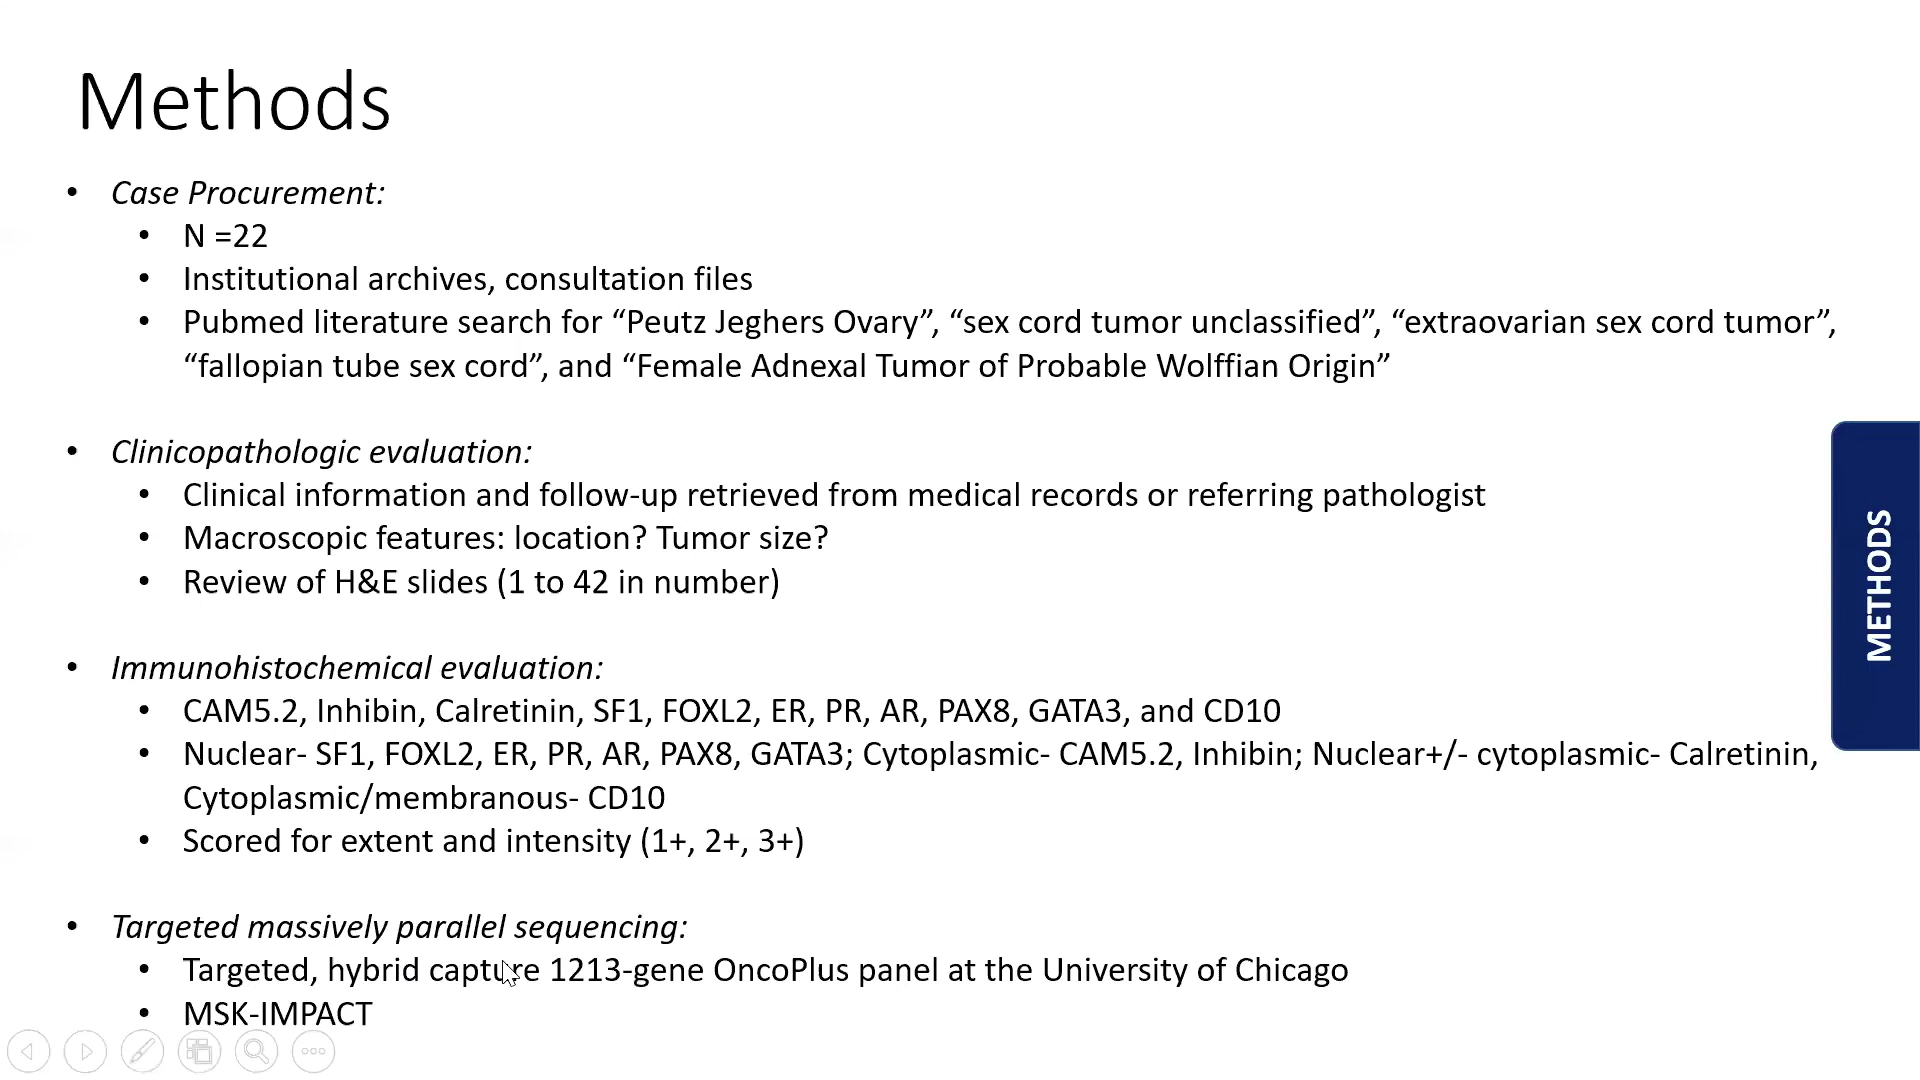 Methods
• Case Procurement:
• N =22
• Institutional archives, consultation files
• Pubmed literature search for “Peutz Jeghers Ovary”, “sex cord tumor unclassified”, “extraovarian sex cord tumor”,
“fallopian tube sex cord”, and “Female Adnexal Tumor of Probable Wolffian Origin”
• Clinicopathologic evaluation:
• Clinical information and follow-up retrieved from medical records or referring pathologist
• Macroscopic features: location? Tumor size?
• Review of H&E slides (1 to 42 in number)
• Immunohistochemical evaluation:
• CAM5.2, Inhibin, Calretinin, SF1, FOXL2, ER, PR, AR, PAX8, GATA3, and CD10
• Nuclear- SF1, FOXL2, ER, PR, AR, PAX8, GATA3; Cytoplasmic- CAM5.2, Inhibin; Nuclear+/- cytoplasmic- Calretinin,
Cytoplasmic/membranous- CD10
• Scored for extent and intensity (1+, 2+, 3+)
• Targeted massively parallel sequencing:
• Targeted, hybrid capture 1213-gene OncoPlus panel at the University of Chicago
• MSK-IMPACT
METHODS